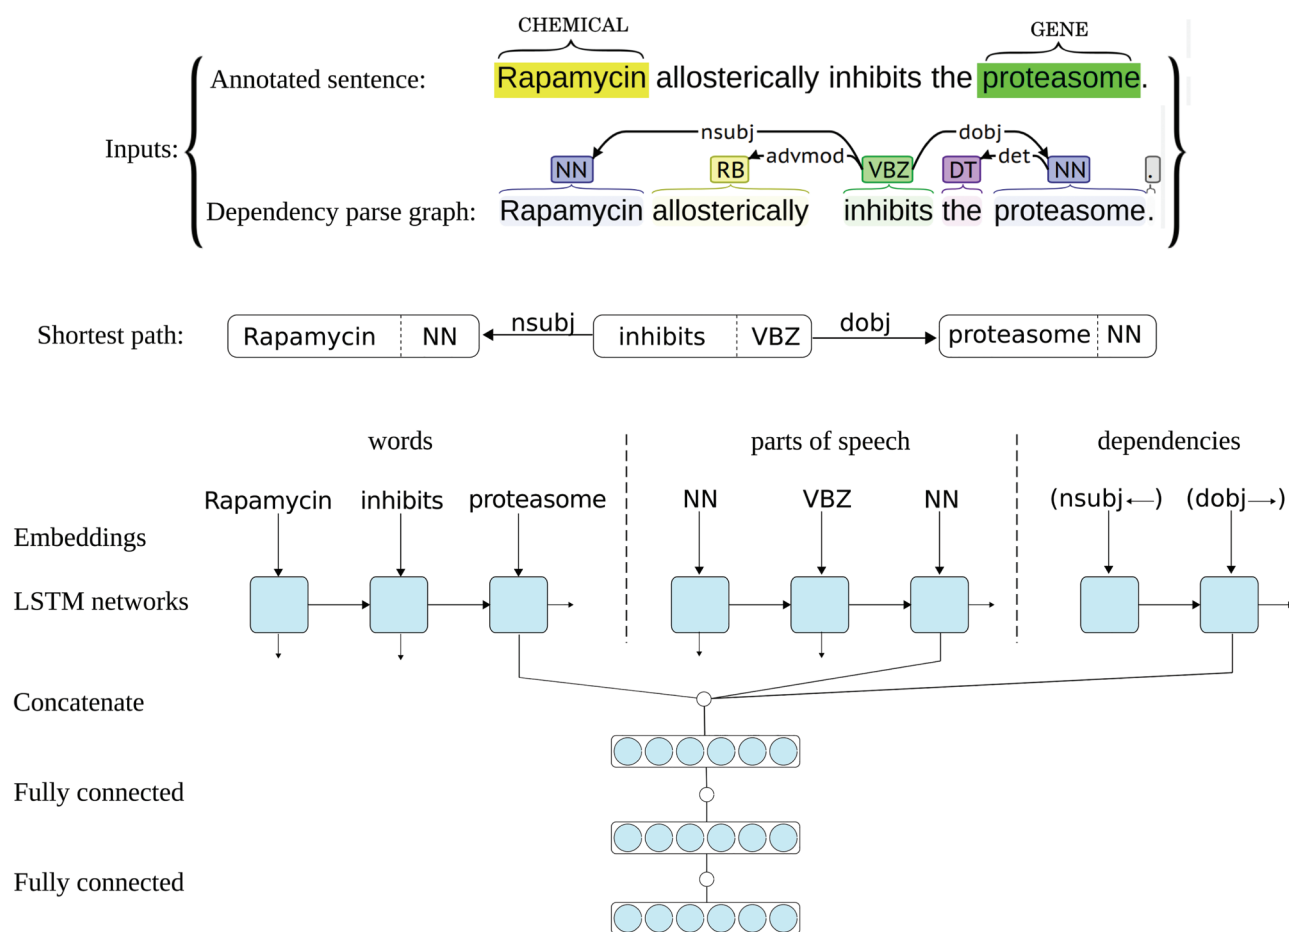 CHEMICAL GENE
Annotated sentence: Rapamycin allosterically inhibits the proteasome.
Inputs:
nsubj dobj
NN RB advmod VBZ DT det NN .
Dependency parse graph: Rapamycin allosterically inhibits the proteasome.
Shortest path: Rapamycin NN nsubj inhibits VBZ dobj proteasome NN
words parts of speech dependencies
Rapamycin inhibits proteasome NN VBZ NN (nsubj←) (dobj→)
Embeddings
LSTM networks
Concatenate
Fully connected
Fully connected